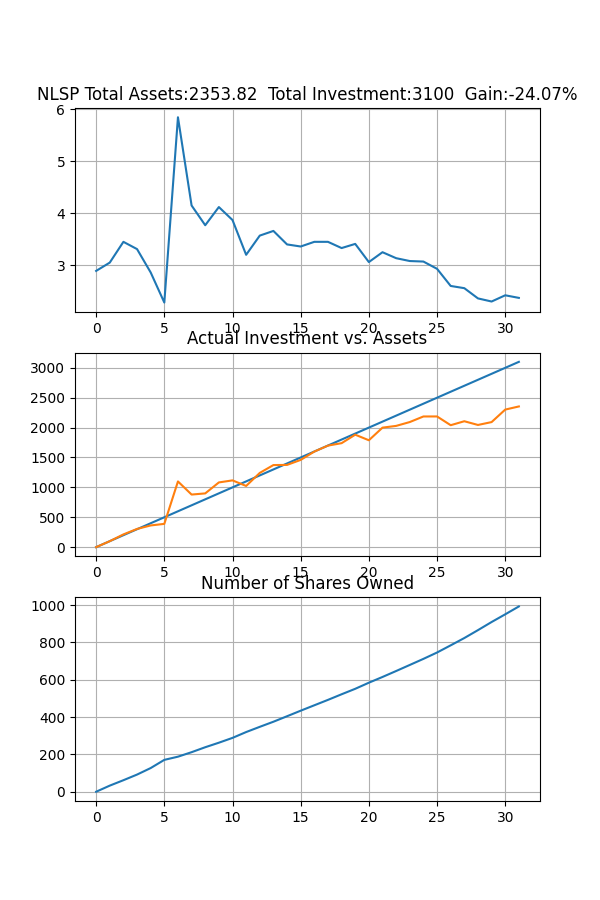 NLSP Total Assets:2353.82  Total Investment:3100  Gain:-24.07%
6
5
4
3
0 5 10 15 20 25 30
Actual Investment vs. Assets
3000
2500
2000
1500
1000
500
0
0 5 10 15 20 25 30
Number of Shares Owned
1000
800
600
400
200
0
0 5 10 15 20 25 30